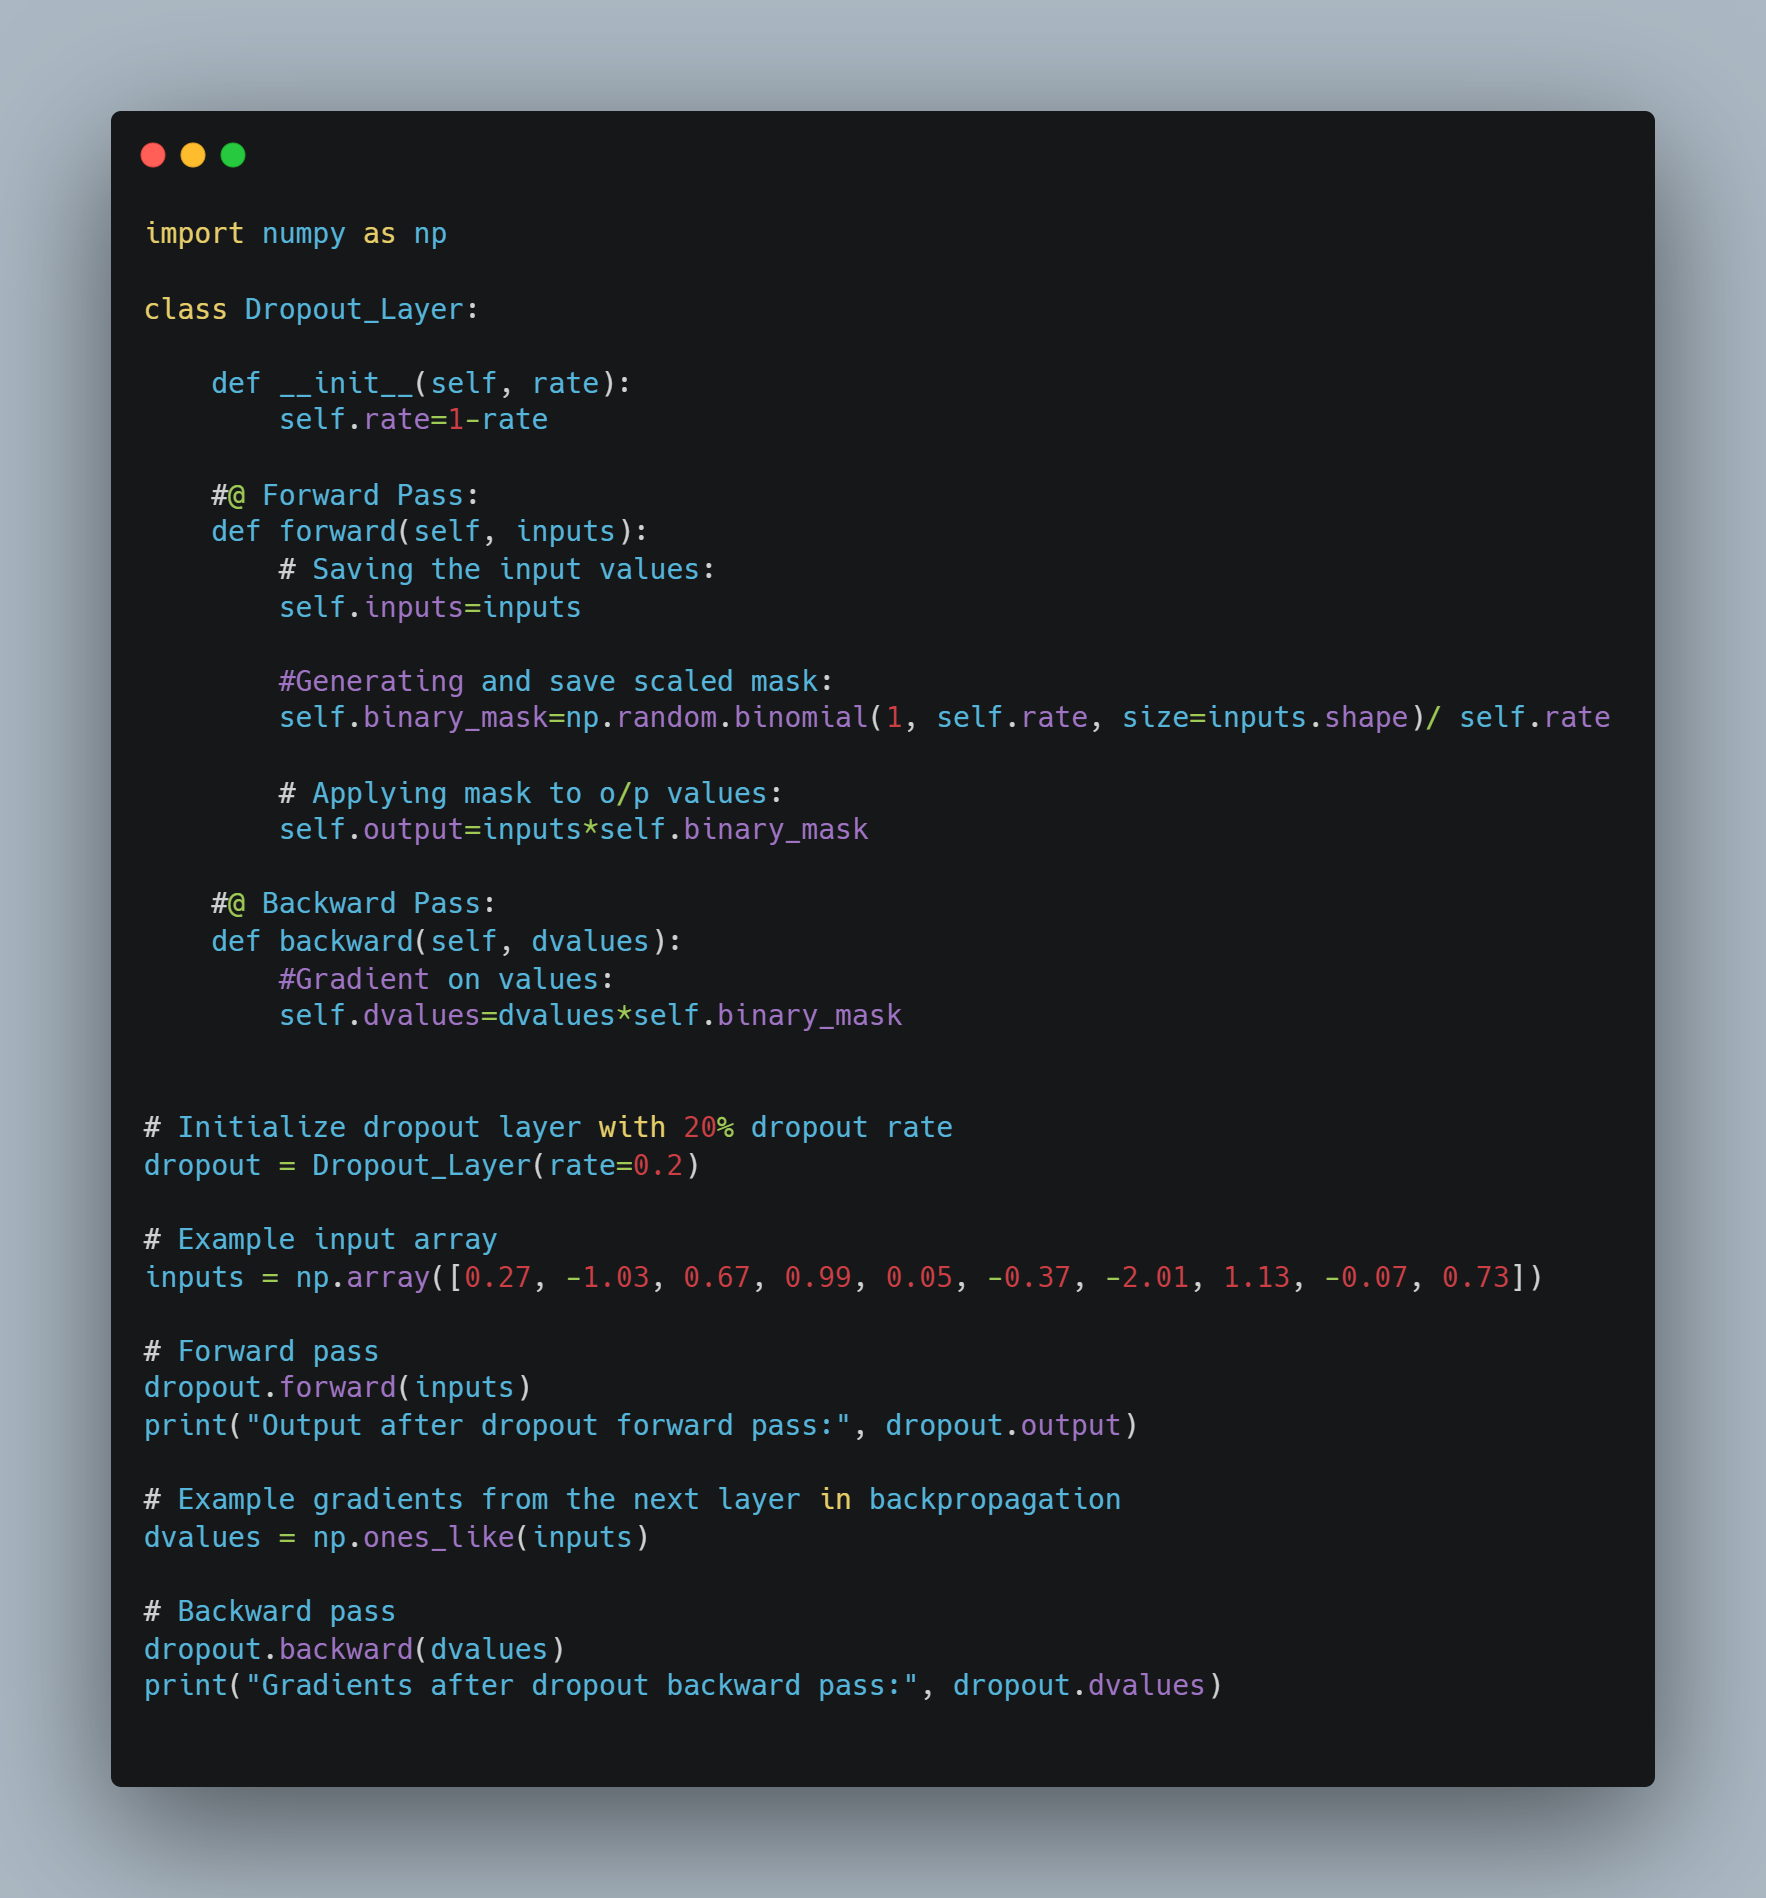 import numpy as np
class Dropout_Layer:
def __init__(self, rate):
self.rate=1-rate
#@ Forward Pass:
def forward(self, inputs):
# Saving the input values:
self.inputs=inputs
#Generating and save scaled mask:
self.binary_mask=np.random.binomial(1, self.rate, size=inputs.shape)/ self.rate
# Applying mask to o/p values:
self.output=inputs*self.binary_mask
#@ Backward Pass:
def backward(self, dvalues):
#Gradient on values:
self.dvalues=dvalues*self.binary_mask
# Initialize dropout layer with 20% dropout rate
dropout = Dropout_Layer(rate=0.2)
# Example input array
inputs = np.array([0.27, -1.03, 0.67, 0.99, 0.05, -0.37, -2.01, 1.13, -0.07, 0.73])
# Forward pass
dropout.forward(inputs)
print("Output after dropout forward pass:", dropout.output)
# Example gradients from the next layer in backpropagation
dvalues = np.ones_like(inputs)
# Backward pass
dropout.backward(dvalues)
print("Gradients after dropout backward pass:", dropout.dvalues)